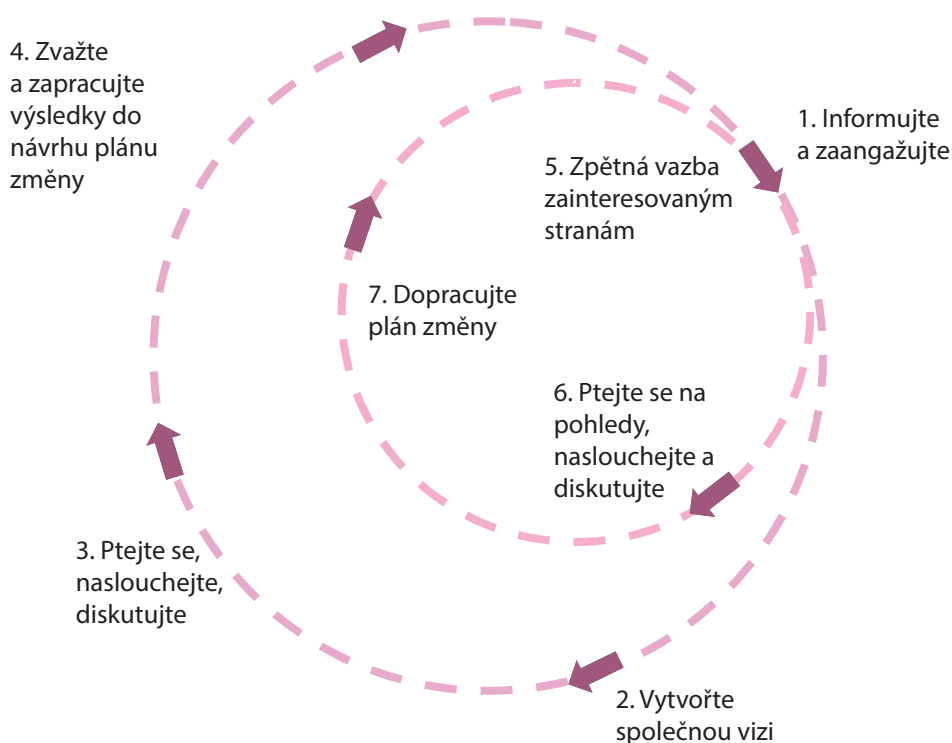 1. Informujte
a zaangažujte
2. Vytvořte
společnou vizi
3. Ptejte se,
naslouchejte,
diskutujte
4. Zvažte
a zapracujte
výsledky do
návrhu plánu
změny
5. Zpětná vazba
zainteresovaným
stranám
6. Ptejte se na
pohledy,
naslouchejte a
diskutujte
7. Dopracujte
plán změny